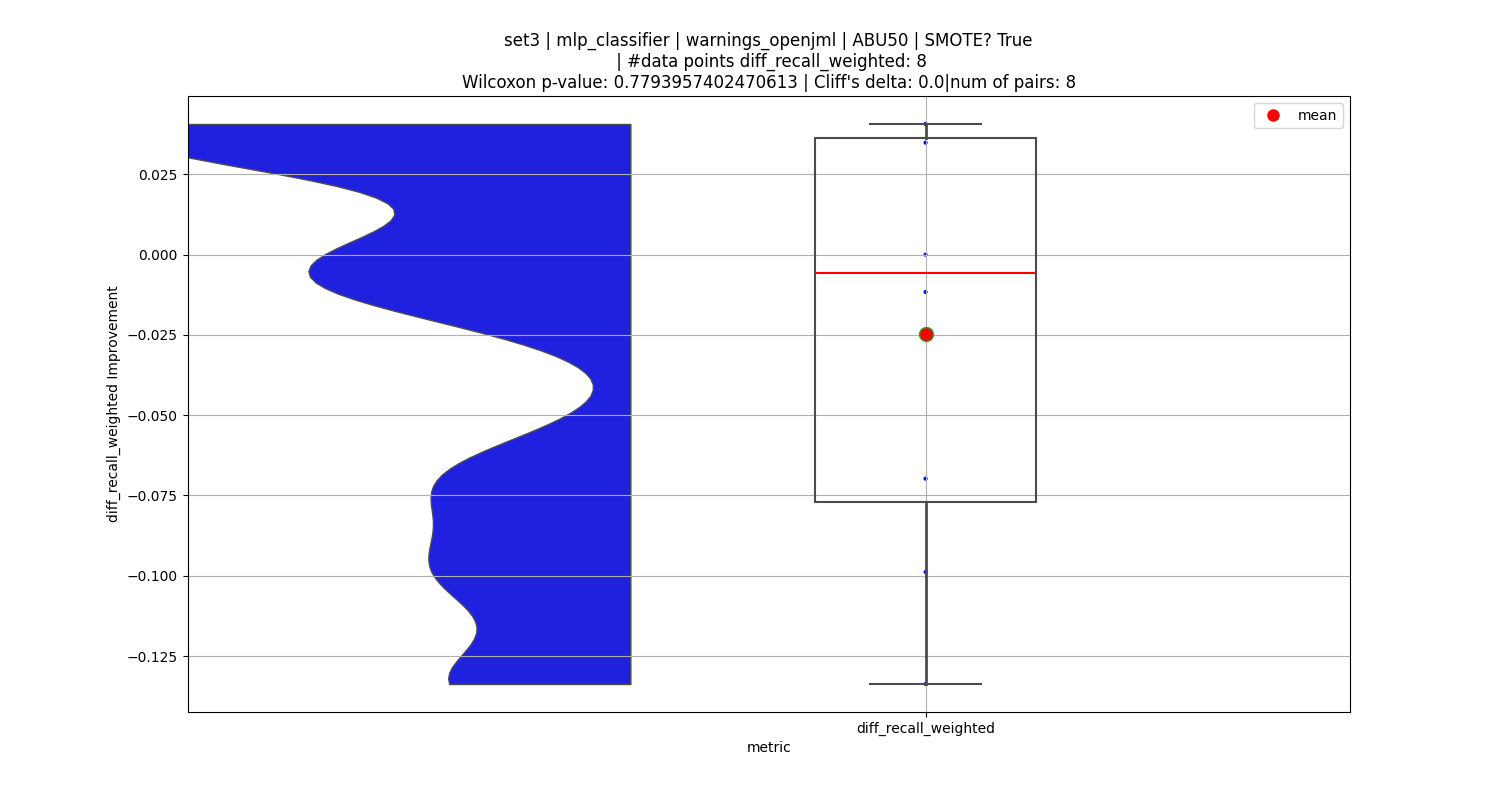 set3 | mlp_classifier | warnings_openjml | ABU50 | SMOTE? True
| #data points diff_recall_weighted: 8
Wilcoxon p-value: 0.7793957402470613 | Cliff's delta: 0.0|num of pairs: 8
mean
0.025
0.000
−0.025
−0.050
−0.075
−0.100
−0.125
diff_recall_weighted Improvement
diff_recall_weighted
metric